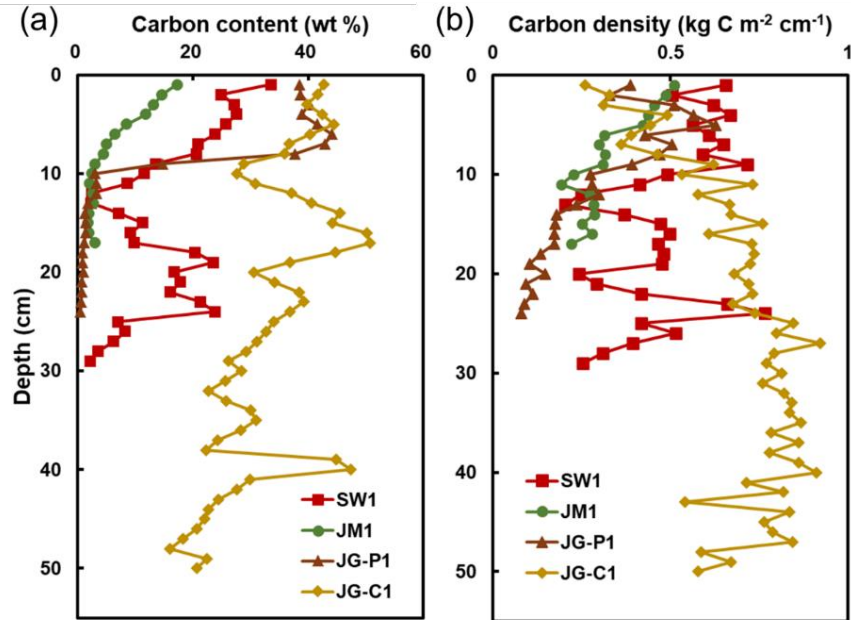 (a) Carbon content (wt %)
0 20 40 60
0
10
20
30
40
50
Depth (cm)
SW1
JM1
JG-P1
JG-C1
(b) Carbon density (kg C m⁻² cm⁻¹)
0 0.5 1
0
10
20
30
40
50
SW1
JM1
JG-P1
JG-C1